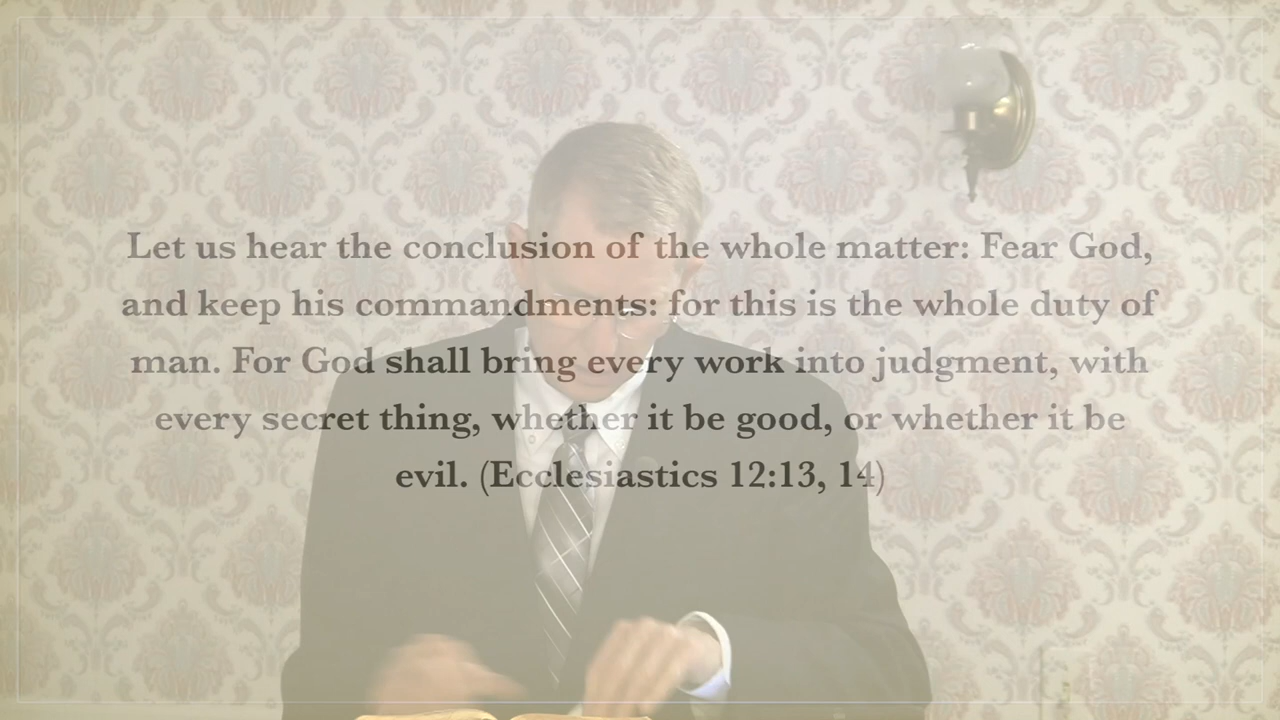 Let us hear the conclusion of the whole matter: Fear God,
and keep his commandments: for this is the whole duty of
man. For God shall bring every work into judgment, with
every secret thing, whether it be good, or whether it be
evil. (Ecclesiastics 12:13, 14)